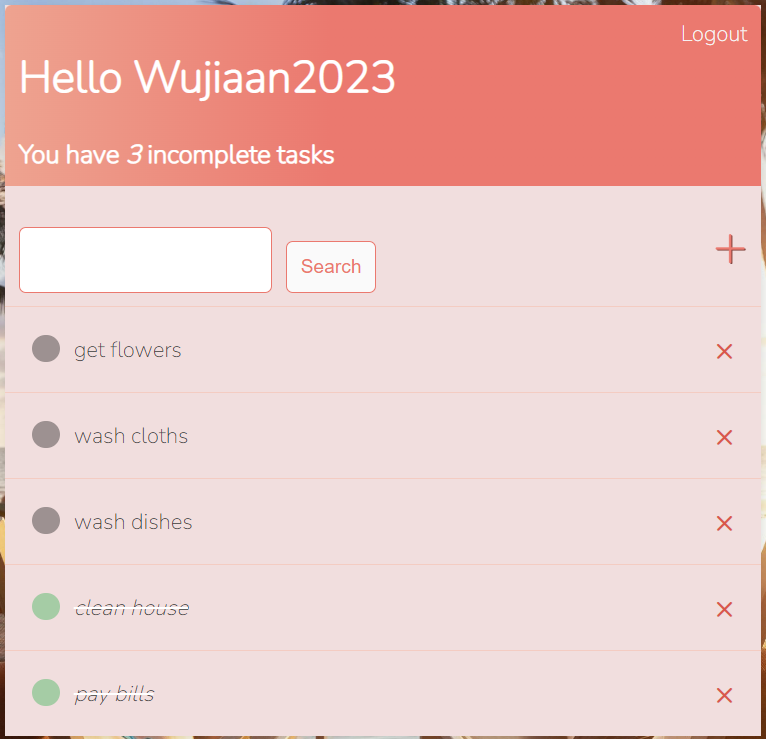 Logout
Hello Wujiaan2023
You have 3 incomplete tasks
Search
get flowers
wash cloths
wash dishes
clean house
pay bills